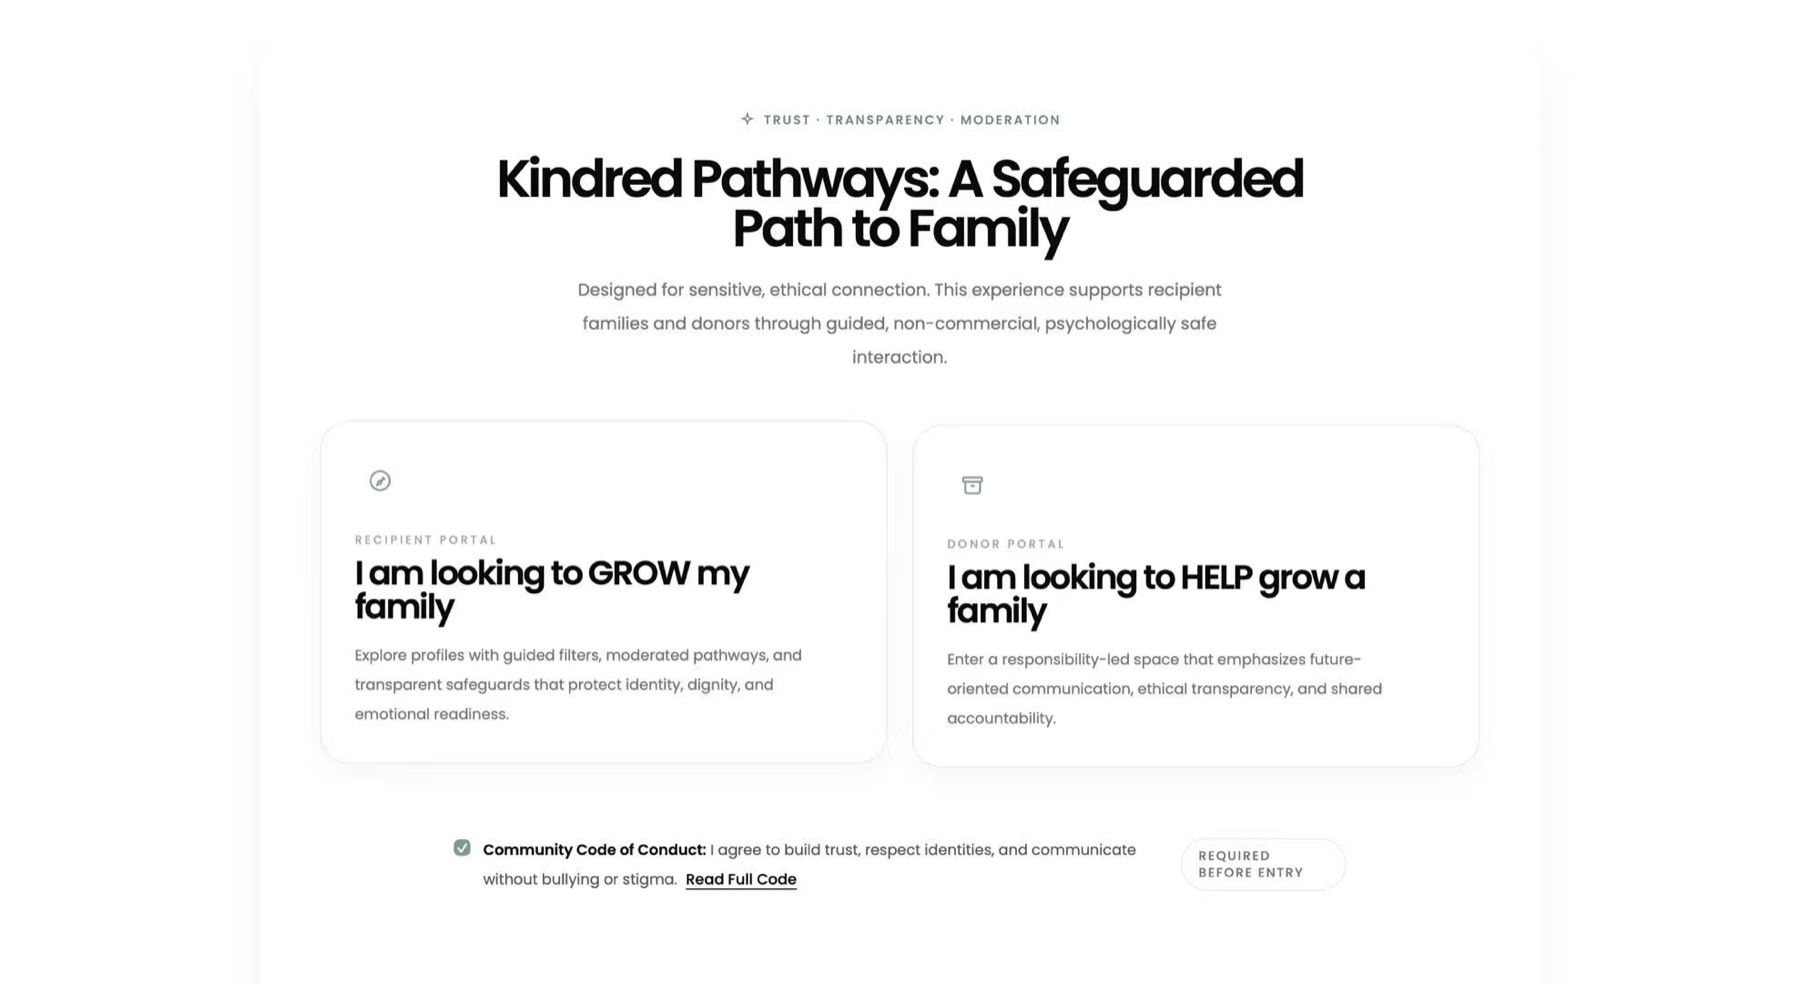 TRUST · TRANSPARENCY · MODERATION
Kindred Pathways: A Safeguarded
Path to Family
Designed for sensitive, ethical connection. This experience supports recipient
families and donors through guided, non-commercial, psychologically safe
interaction.
RECIPIENT PORTAL
I am looking to GROW my
family
Explore profiles with guided filters, moderated pathways, and
transparent safeguards that protect identity, dignity, and
emotional readiness.
DONOR PORTAL
I am looking to HELP grow a
family
Enter a responsibility-led space that emphasizes future-
oriented communication, ethical transparency, and shared
accountability.
Community Code of Conduct: I agree to build trust, respect identities, and communicate
without bullying or stigma. Read Full Code
REQUIRED
BEFORE ENTRY